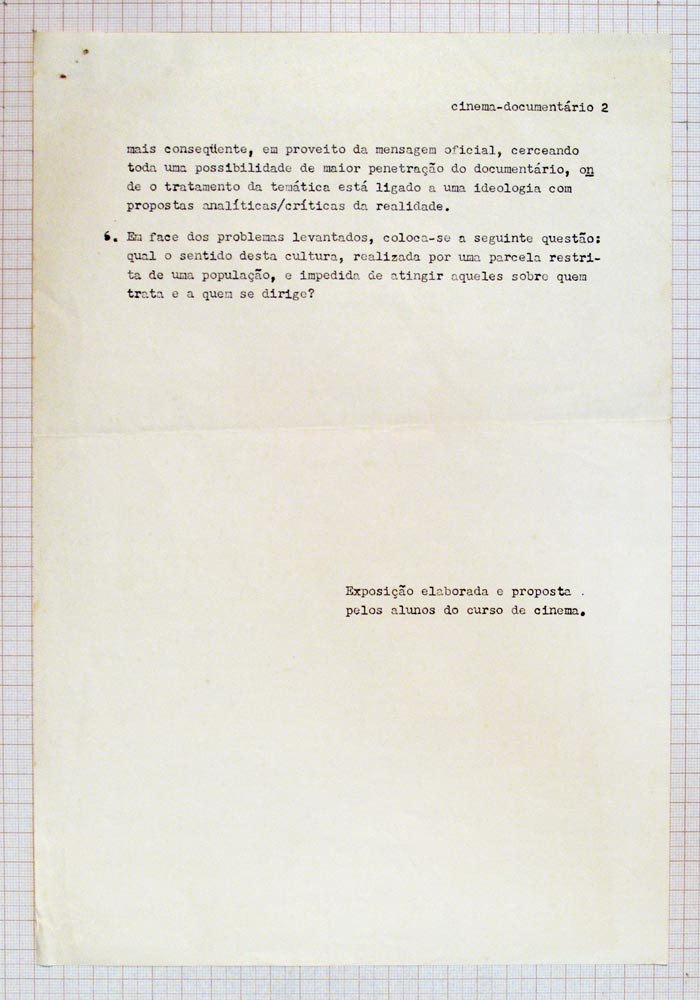 cinema-documentário 2
mais conseqüente, em proveito da mensagem oficial, cerceando
toda uma possibilidade de maior penetração do documentário, on
de o tratamento da temática está ligado a uma ideologia com
propostas analíticas/críticas da realidade.
6. Em face dos problemas levantados, coloca-se a seguinte questão:
qual o sentido desta cultura, realizada por uma parcela restri-
ta de uma população, e impedida de atingir aqueles sobre quem
trata e a quem se dirige?
Exposição elaborada e proposta .
pelos alunos do curso de cinema.